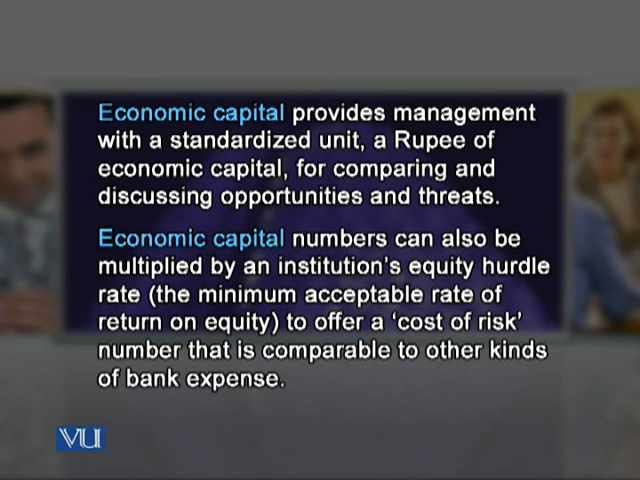 Economic capital provides management
with a standardized unit, a Rupee of
economic capital, for comparing and
discussing opportunities and threats.
Economic capital numbers can also be
multiplied by an institution's equity hurdle
rate (the minimum acceptable rate of
return on equity) to offer a 'cost of risk'
number that is comparable to other kinds
of bank expense.
VU